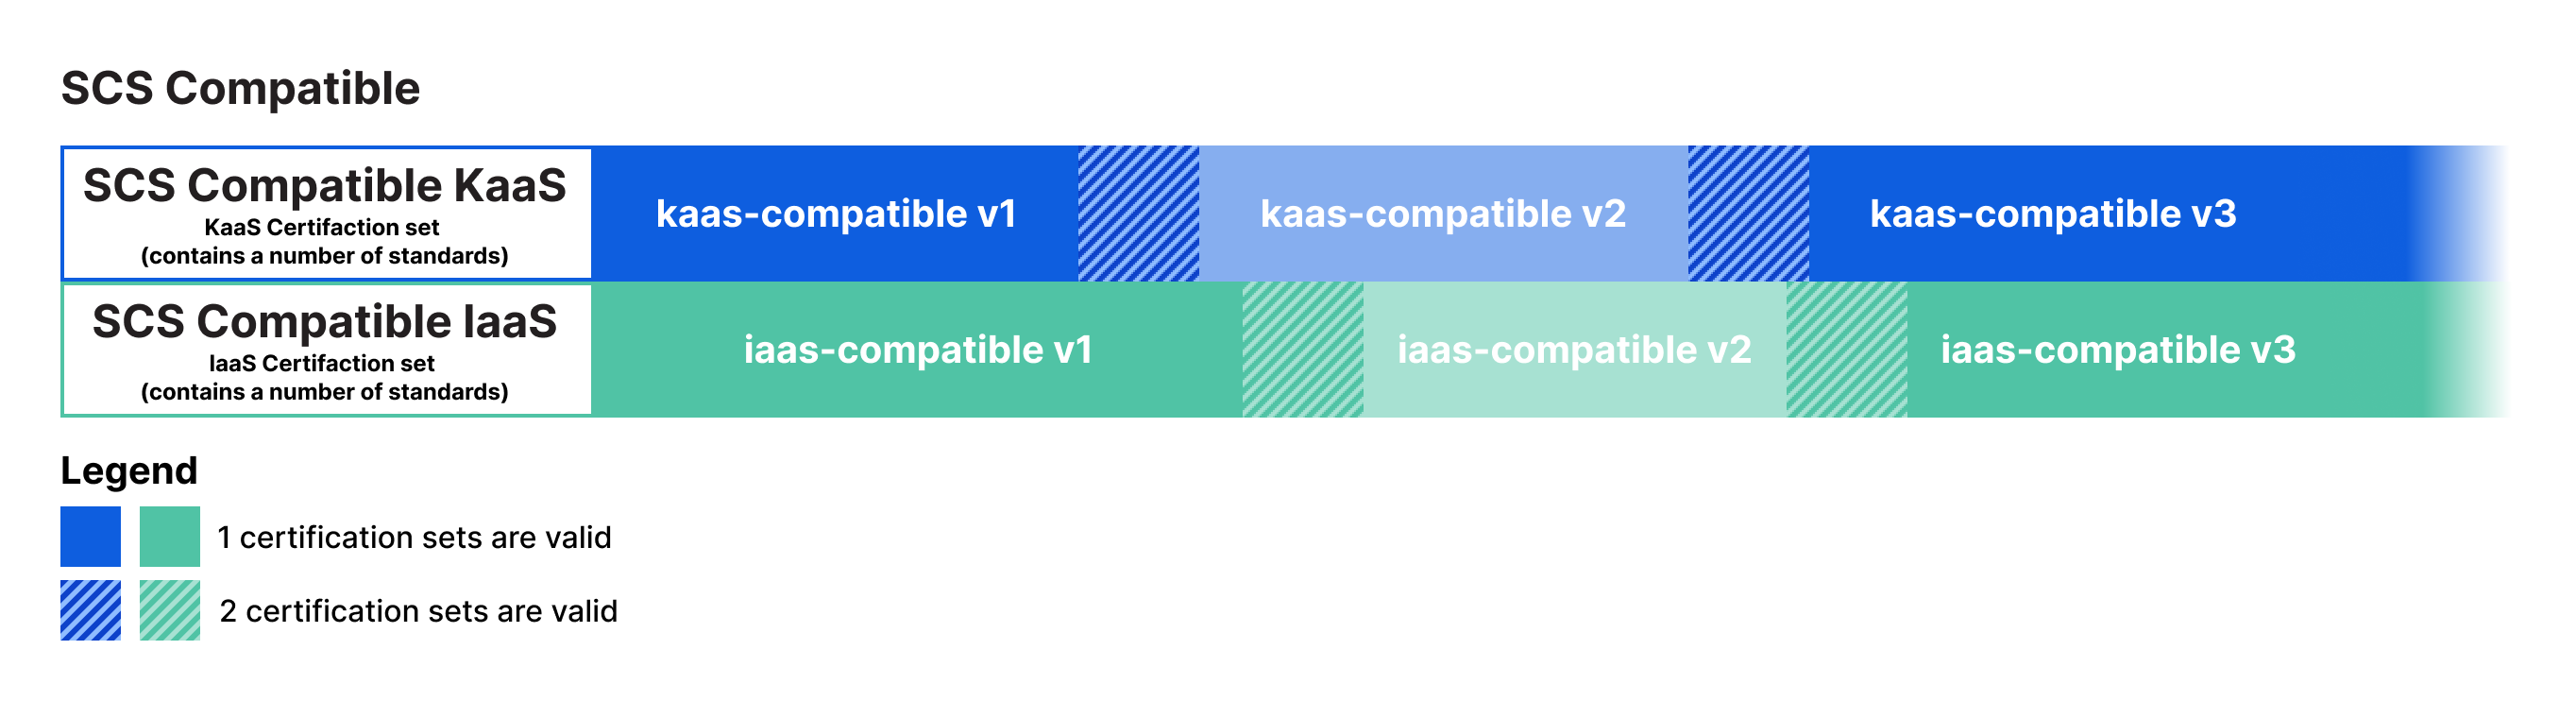 SCS Compatible
SCS Compatible KaaS
KaaS Certifaction set
(contains a number of standards)
kaas-compatible v1
kaas-compatible v2
kaas-compatible v3
SCS Compatible IaaS
IaaS Certifaction set
(contains a number of standards)
iaas-compatible v1
iaas-compatible v2
iaas-compatible v3
Legend
1 certification sets are valid
2 certification sets are valid